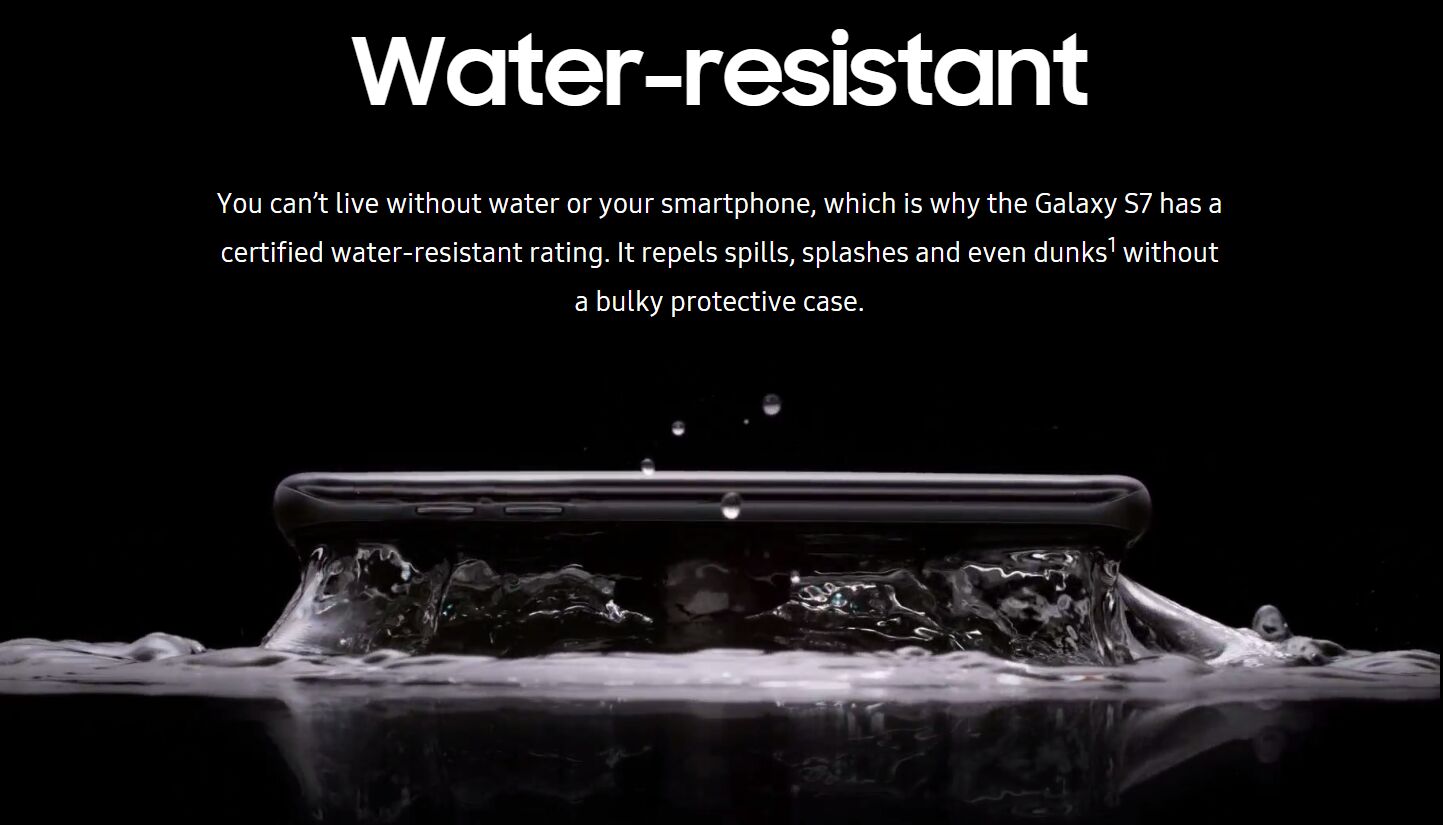 Water-resistant
You can’t live without water or your smartphone, which is why the Galaxy S7 has a
certified water-resistant rating. It repels spills, splashes and even dunks¹ without
a bulky protective case.